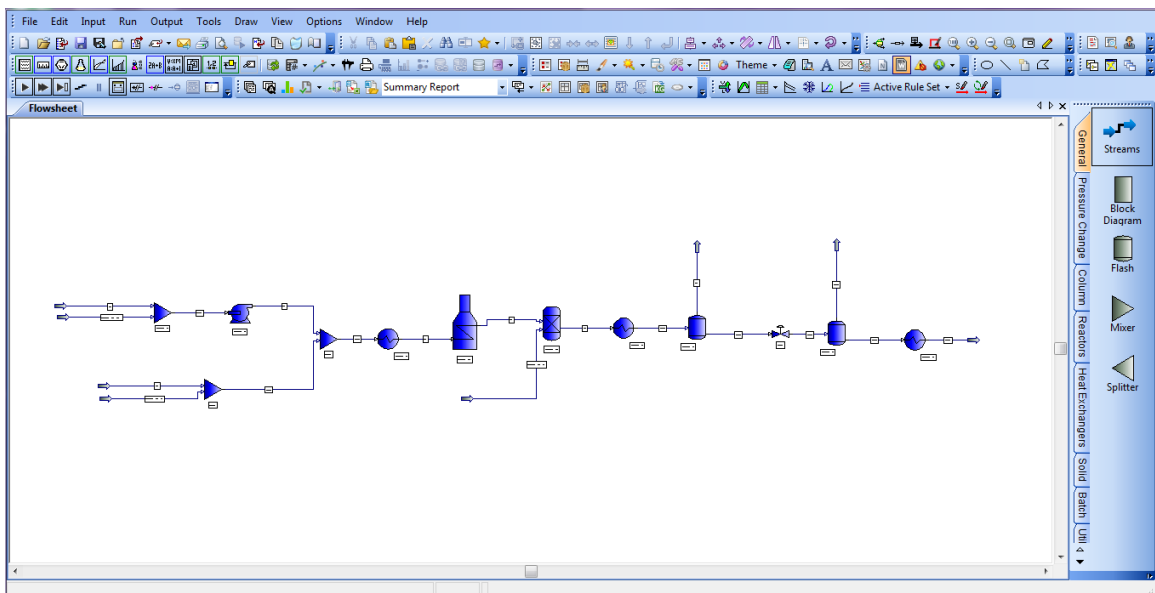 File Edit Input Run Output Tools Draw View Options Window Help
Theme
Summary Report
Active Rule Set
Flowsheet
General
Pressure Change
Column
Reactors
Heat Exchangers
Solid
Batch
Util
Streams
Block
Diagram
Flash
Mixer
Splitter